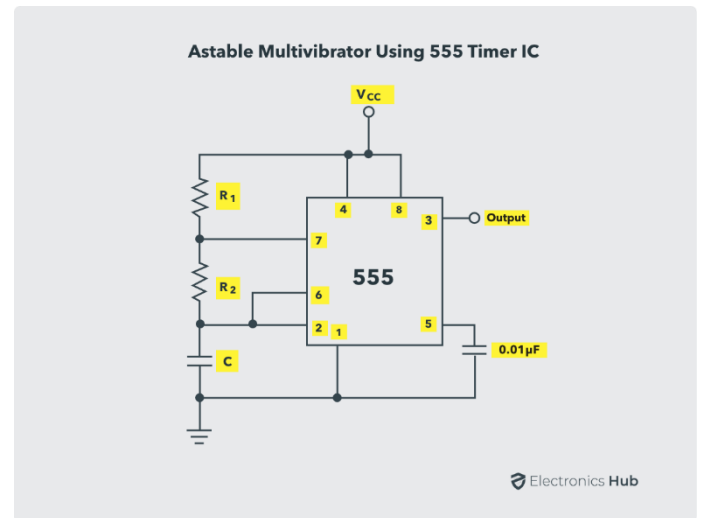 Astable Multivibrator Using 555 Timer IC
VCC
R1
4
8
3
Output
7
555
R2
6
2
1
5
0.01µF
C
Electronics Hub